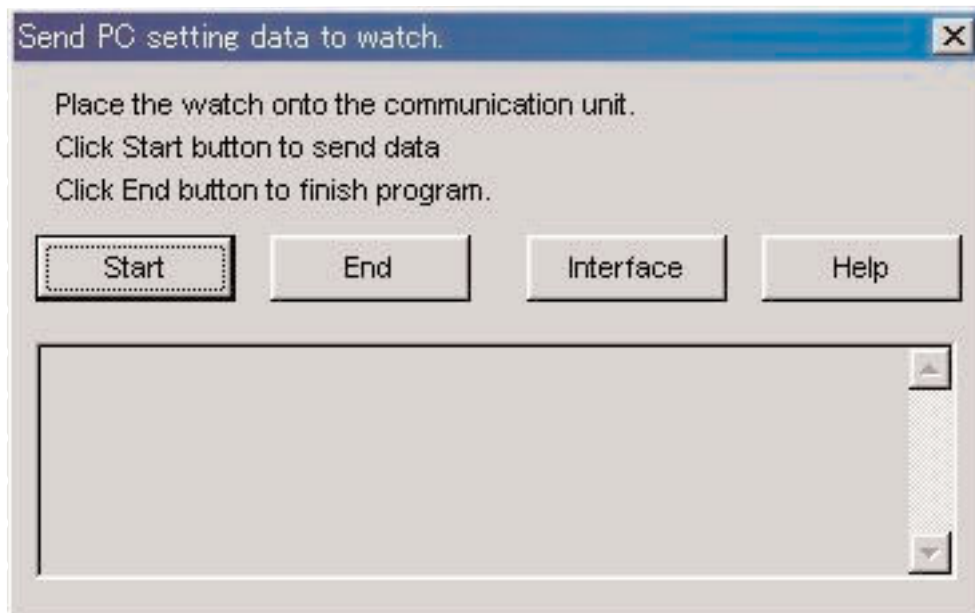 Send PC setting data to watch.
Place the watch onto the communication unit.
Click Start button to send data
Click End button to finish program.
Start End Interface Help